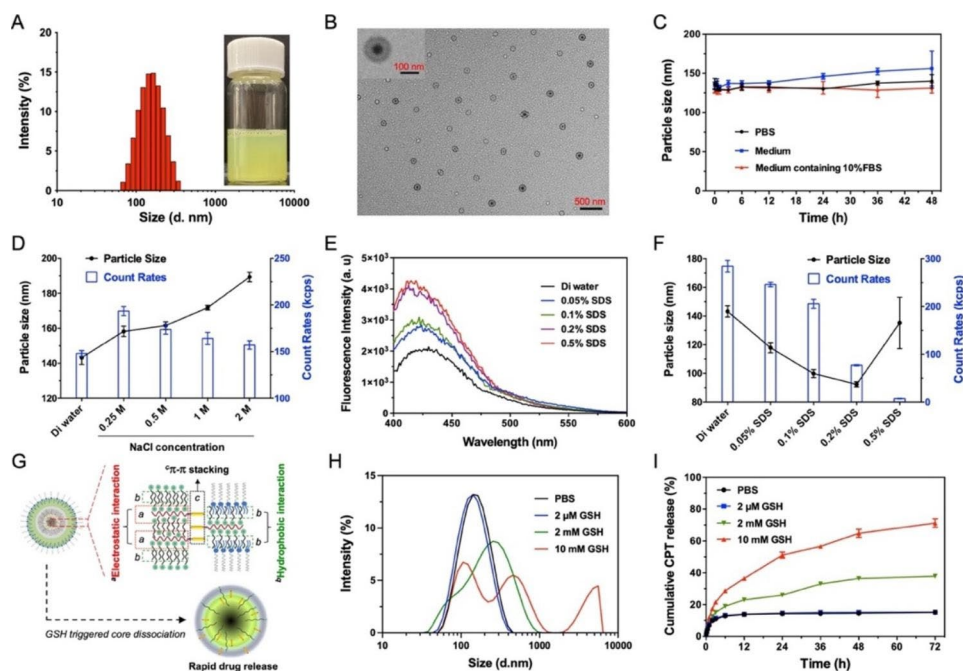 A
Intensity (%)
20
15
10
5
0
10
100
1000
10000
Size (d. nm)
B
100 nm
500 nm
C
Particle size (nm)
200
150
100
50
0
PBS
Medium
Medium containing 10%FBS
0 6 12 18 24 30 36 42 48
Time (h)
D
Particle size (nm)
200
180
160
140
120
Particle Size
Count Rates
250
200
150
100
Count Rates (kcps)
Di water
0.25 M
0.5 M
1 M
2 M
NaCl concentration
E
Fluorescence Intensity (a. u)
5×10³
4×10³
3×10³
2×10³
1×10³
0
Di water
0.05% SDS
0.1% SDS
0.2% SDS
0.5% SDS
400 450 500 550 600
Wavelength (nm)
F
Particle size (nm)
180
160
140
120
100
80
Particle Size
Count Rates
300
200
100
0
Count Rates (kcps)
Di water
0.05% SDS
0.1% SDS
0.2% SDS
0.5% SDS
G
ᶜπ-π stacking
ᵃElectrostatic interaction
b
a
a
b
c
b
b
ᵇHydrophobic interaction
GSH triggered core dissociation
Rapid drug release
H
Intensity (%)
15
10
5
0
PBS
2 μM GSH
2 mM GSH
10 mM GSH
10 100 1000 10000
Size (d.nm)
I
Cumulative CPT release (%)
100
90
80
70
60
50
40
30
20
10
0
PBS
2 μM GSH
2 mM GSH
10 mM GSH
0 12 24 36 48 60 72
Time (h)